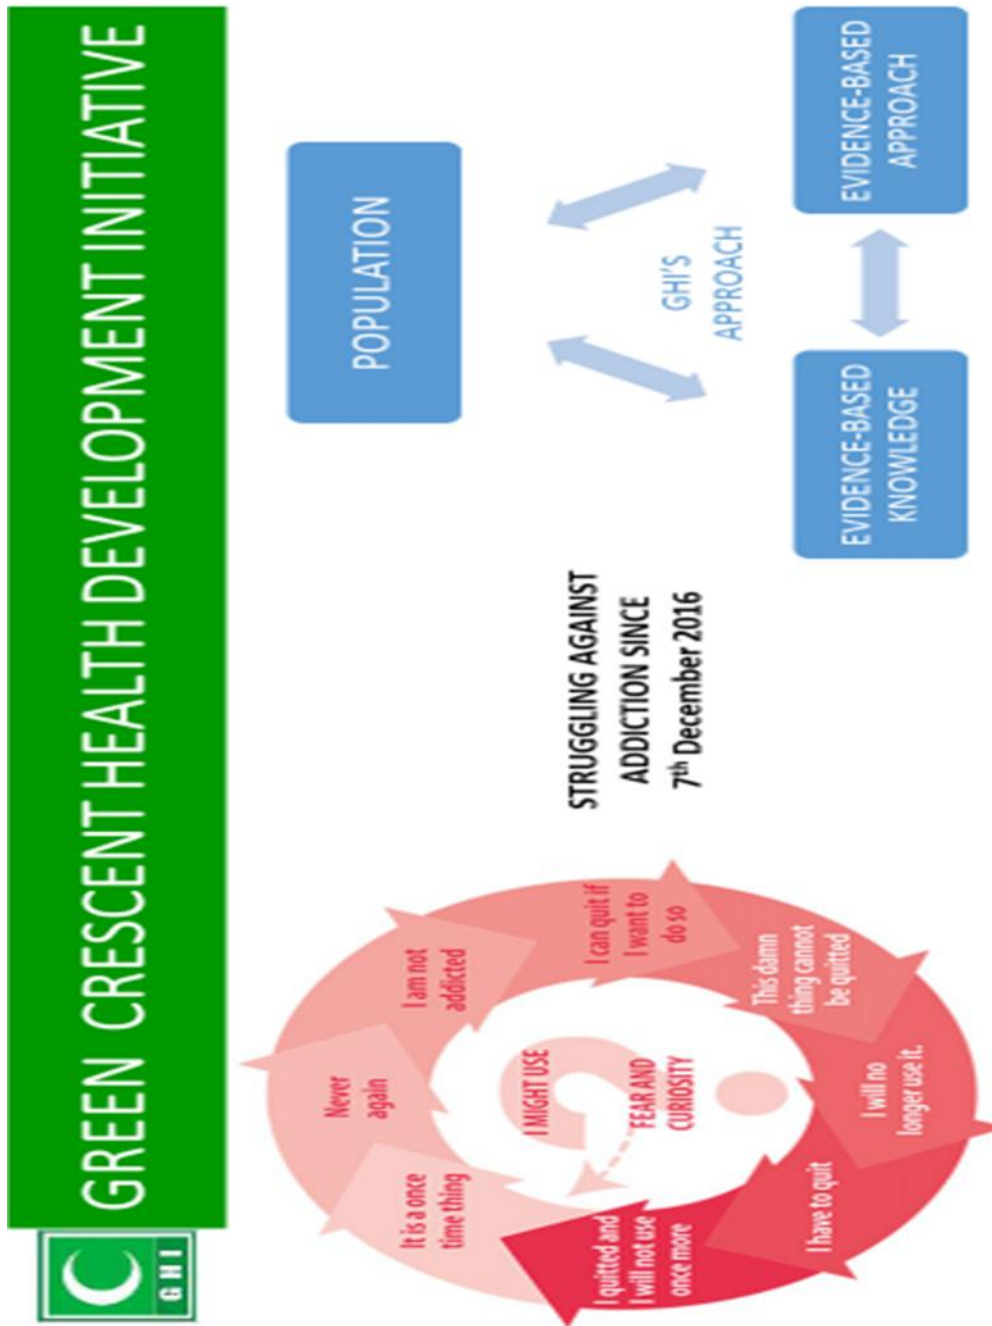 GHI
GREEN CRESCENT HEALTH DEVELOPMENT INITIATIVE
It is a once
time thing
Never
again
I am not
addicted
I can quit if
I want to
do so
This damn
thing cannot
be quitted
I will no
longer use it.
I have to quit
I quitted and
I will not use
once more
I MIGHT USE
FEAR AND
CURIOSITY
STRUGGLING AGAINST
ADDICTION SINCE
7th December 2016
POPULATION
GHI'S
APPROACH
EVIDENCE-BASED
KNOWLEDGE
EVIDENCE-BASED
APPROACH